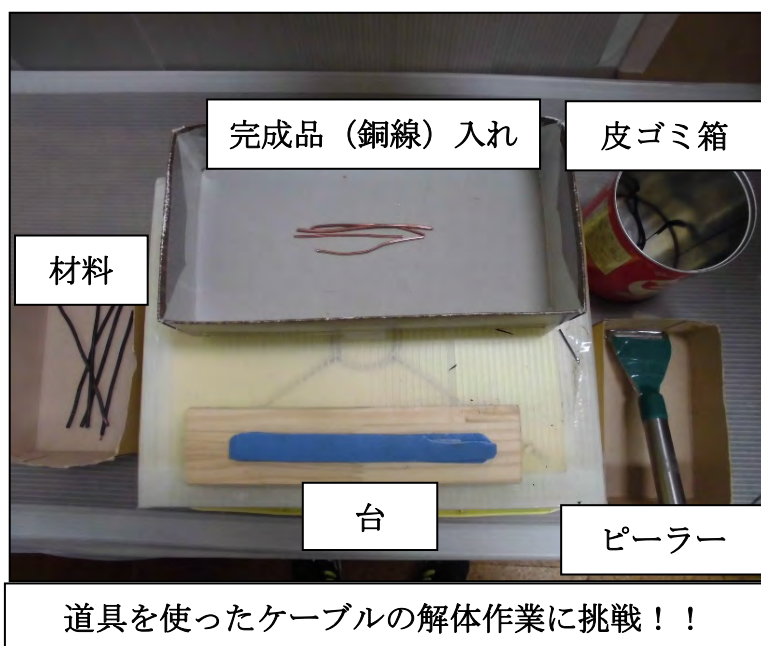 完成品（銅線）入れ
皮ゴミ箱
材料
台
ピーラー
道具を使ったケーブルの解体作業に挑戦！！